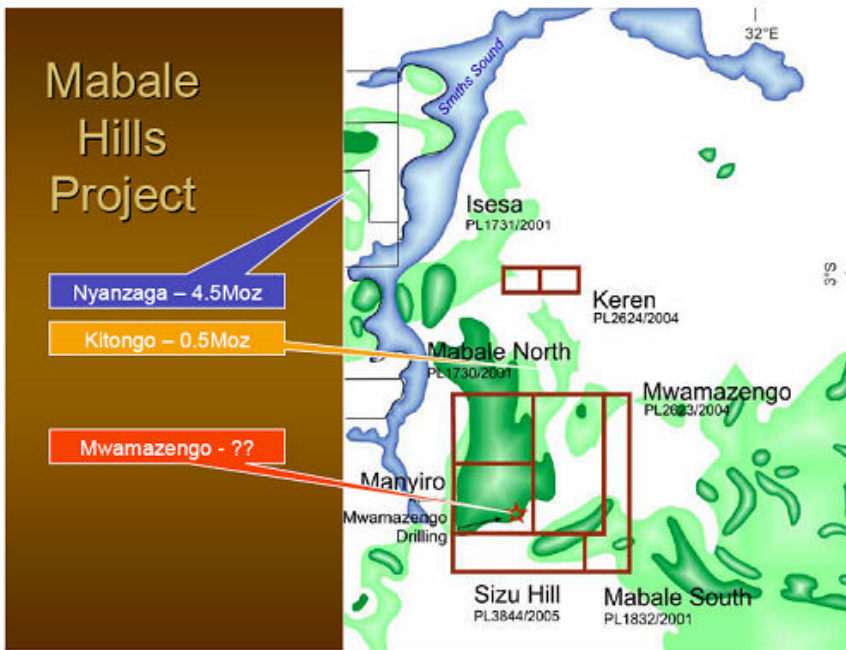 Mabale
Hills
Project
Nyanzaga – 4.5Moz
Kitongo – 0.5Moz
Mwamazengo - ??
32°E
Smiths Sound
Isesa
PL1731/2001
3°S
Keren
PL2624/2004
Mabale North
PL1730/2001
Mwamazengo
PL2623/2004
Manyiro
Mwamazengo
Drilling
Sizu Hill
PL3844/2005
Mabale South
PL1832/2001